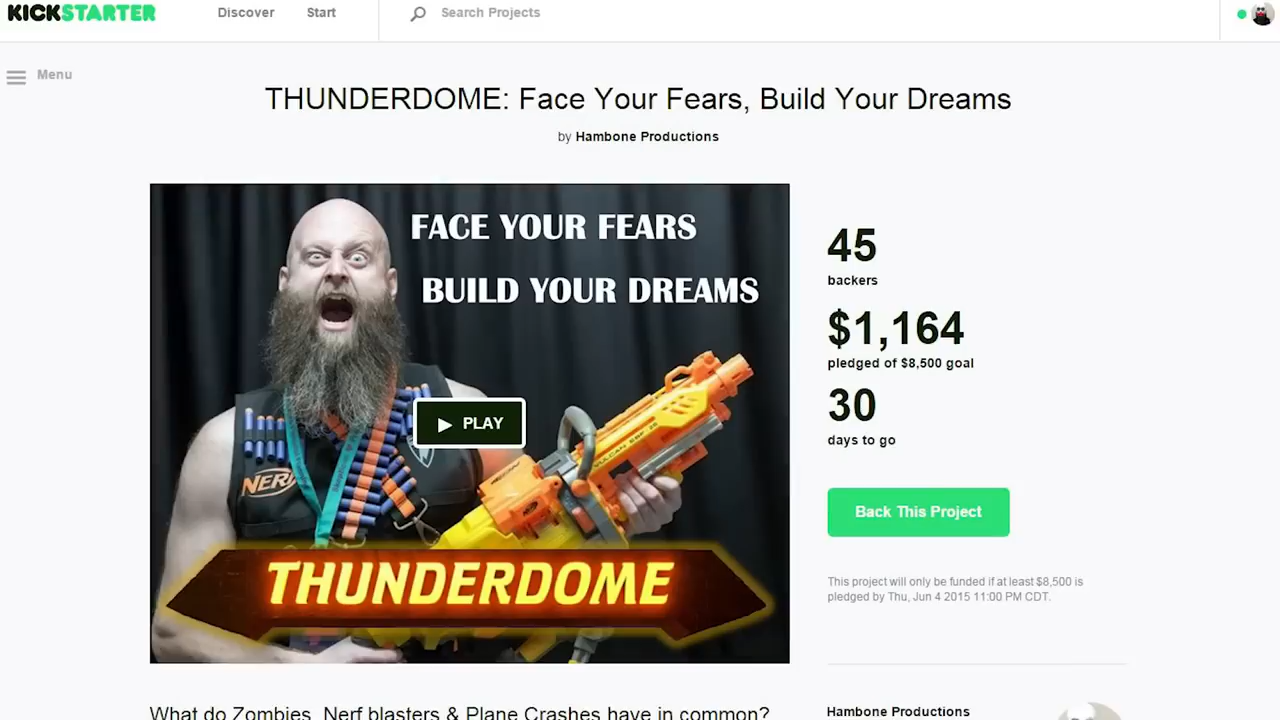 KICKSTARTER
Discover
Start
Search Projects
Menu
THUNDERDOME: Face Your Fears, Build Your Dreams
by Hambone Productions
FACE YOUR FEARS
BUILD YOUR DREAMS
45
backers
$1,164
pledged of $8,500 goal
30
days to go
PLAY
NERF
VULCAN EBF-25
THUNDERDOME
Back This Project
This project will only be funded if at least $8,500 is
pledged by Thu, Jun 4 2015 11:00 PM CDT.
What do Zombies, Nerf blasters & Plane Crashes have in common?
Hambone Productions